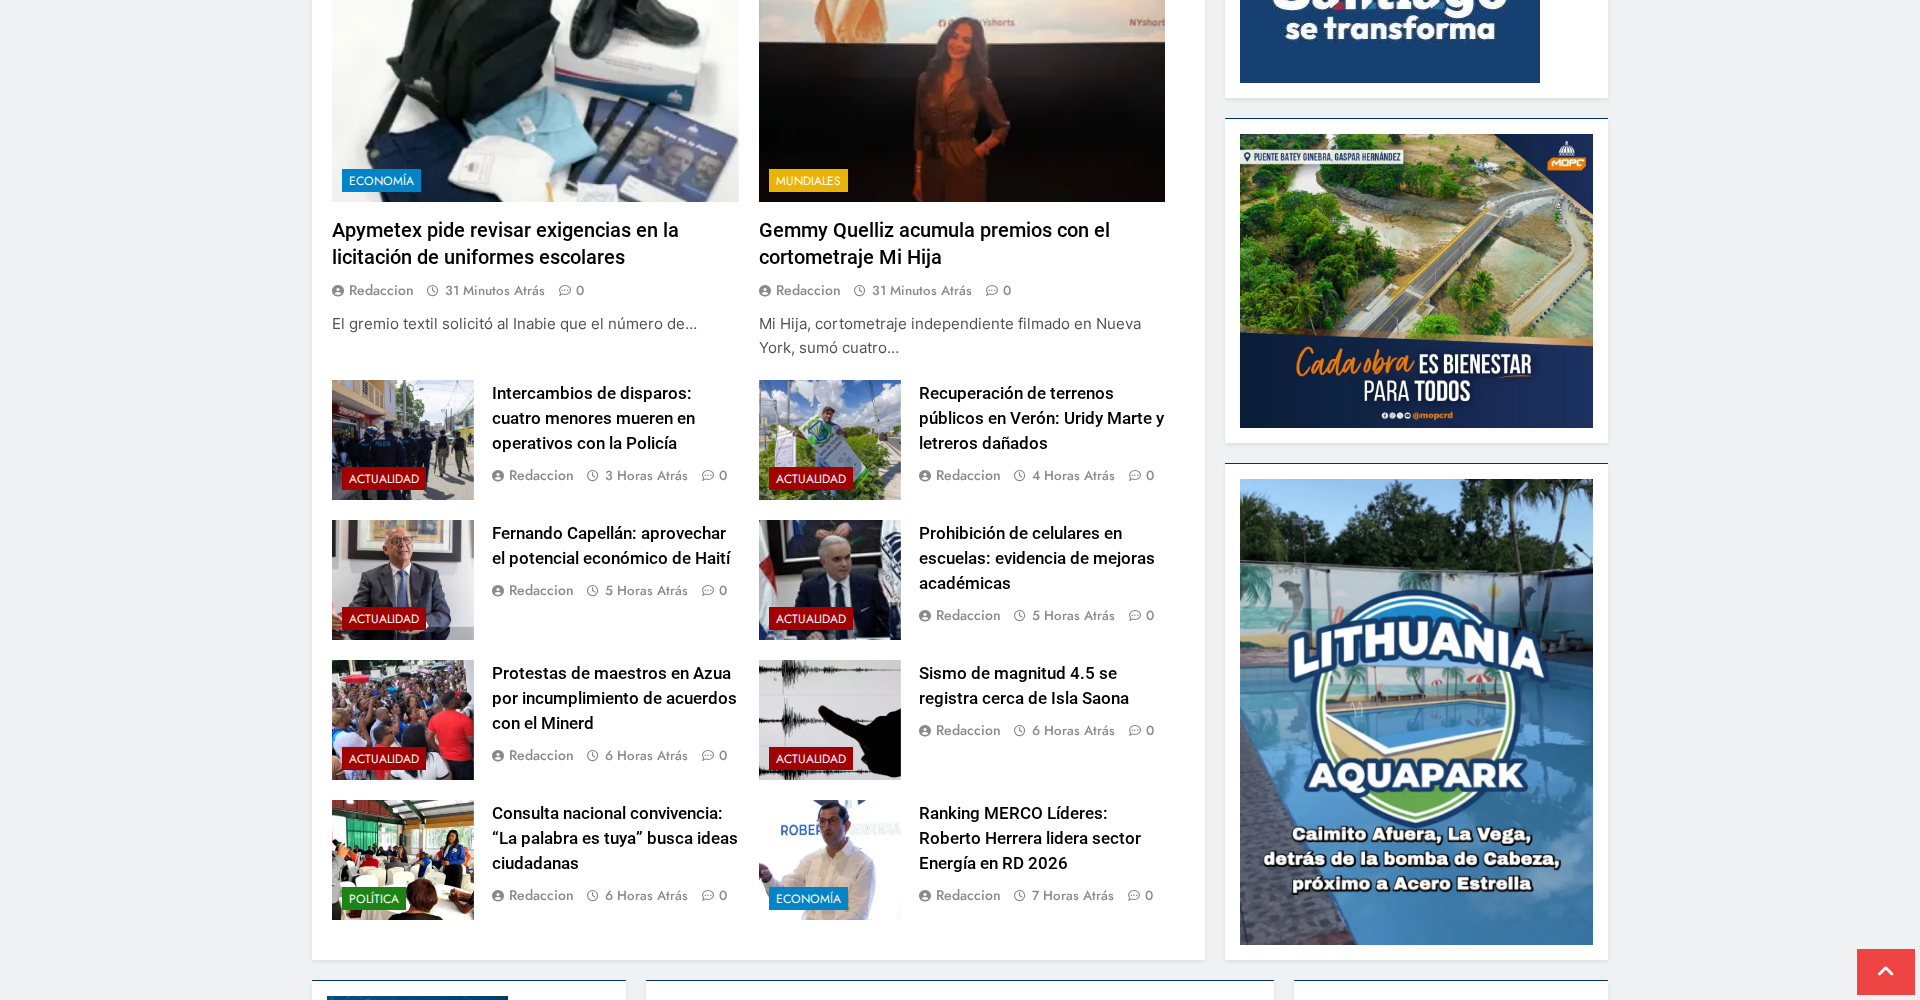 NYshorts
NYshorts
ECONOMÍA
MUNDIALES
Apymetex pide revisar exigencias en la
licitación de uniformes escolares
Redaccion 31 Minutos Atrás 0
El gremio textil solicitó al Inabie que el número de…
Gemmy Quelliz acumula premios con el
cortometraje Mi Hija
Redaccion 31 Minutos Atrás 0
Mi Hija, cortometraje independiente filmado en Nueva
York, sumó cuatro…
ACTUALIDAD
Intercambios de disparos:
cuatro menores mueren en
operativos con la Policía
Redaccion 3 Horas Atrás 0
ACTUALIDAD
Recuperación de terrenos
públicos en Verón: Uridy Marte y
letreros dañados
Redaccion 4 Horas Atrás 0
ACTUALIDAD
Fernando Capellán: aprovechar
el potencial económico de Haití
Redaccion 5 Horas Atrás 0
ACTUALIDAD
Prohibición de celulares en
escuelas: evidencia de mejoras
académicas
Redaccion 5 Horas Atrás 0
ACTUALIDAD
Protestas de maestros en Azua
por incumplimiento de acuerdos
con el Minerd
Redaccion 6 Horas Atrás 0
ACTUALIDAD
Sismo de magnitud 4.5 se
registra cerca de Isla Saona
Redaccion 6 Horas Atrás 0
POLÍTICA
Consulta nacional convivencia:
“La palabra es tuya” busca ideas
ciudadanas
Redaccion 6 Horas Atrás 0
ECONOMÍA
Ranking MERCO Líderes:
Roberto Herrera lidera sector
Energía en RD 2026
Redaccion 7 Horas Atrás 0
Santiago
se transforma
PUENTE BATEY GINEBRA, GASPAR HERNÁNDEZ
MOPC
Cada obra ES BIENESTAR
PARA TODOS
@mopcrd
LITHUANIA
AQUAPARK
Caimito Afuera, La Vega,
detrás de la bomba de Cabeza,
próximo a Acero Estrella